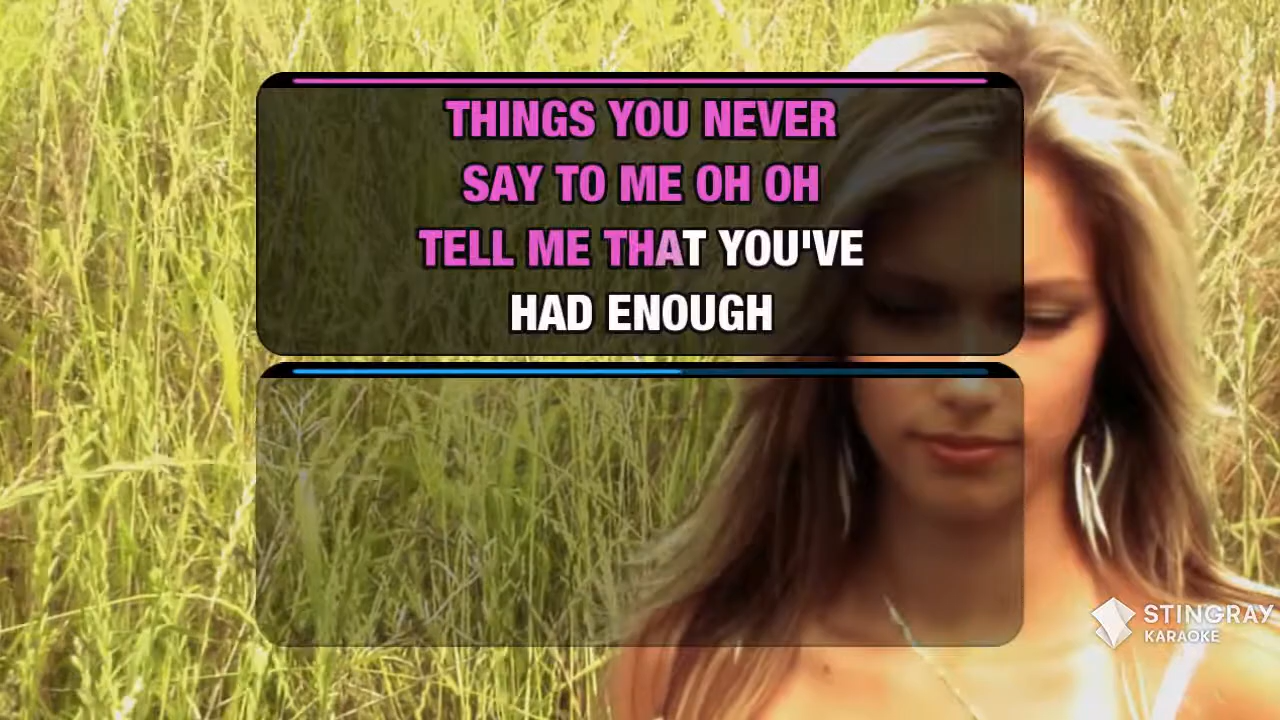 THINGS YOU NEVER
SAY TO ME OH OH
TELL ME THAT YOU'VE
HAD ENOUGH
STINGRAY
KARAOKE